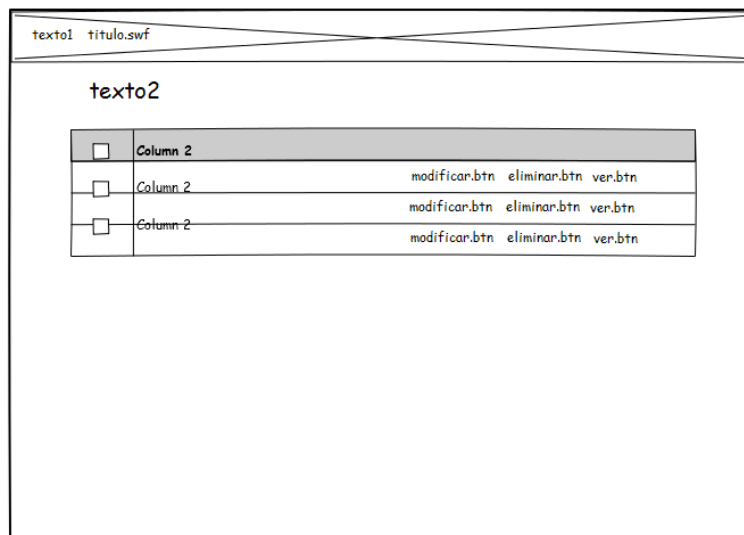 texto1 titulo.swf
texto2
Column 2
Column 2 modificar.btn eliminar.btn ver.btn
modificar.btn eliminar.btn ver.btn
Column 2
modificar.btn eliminar.btn ver.btn